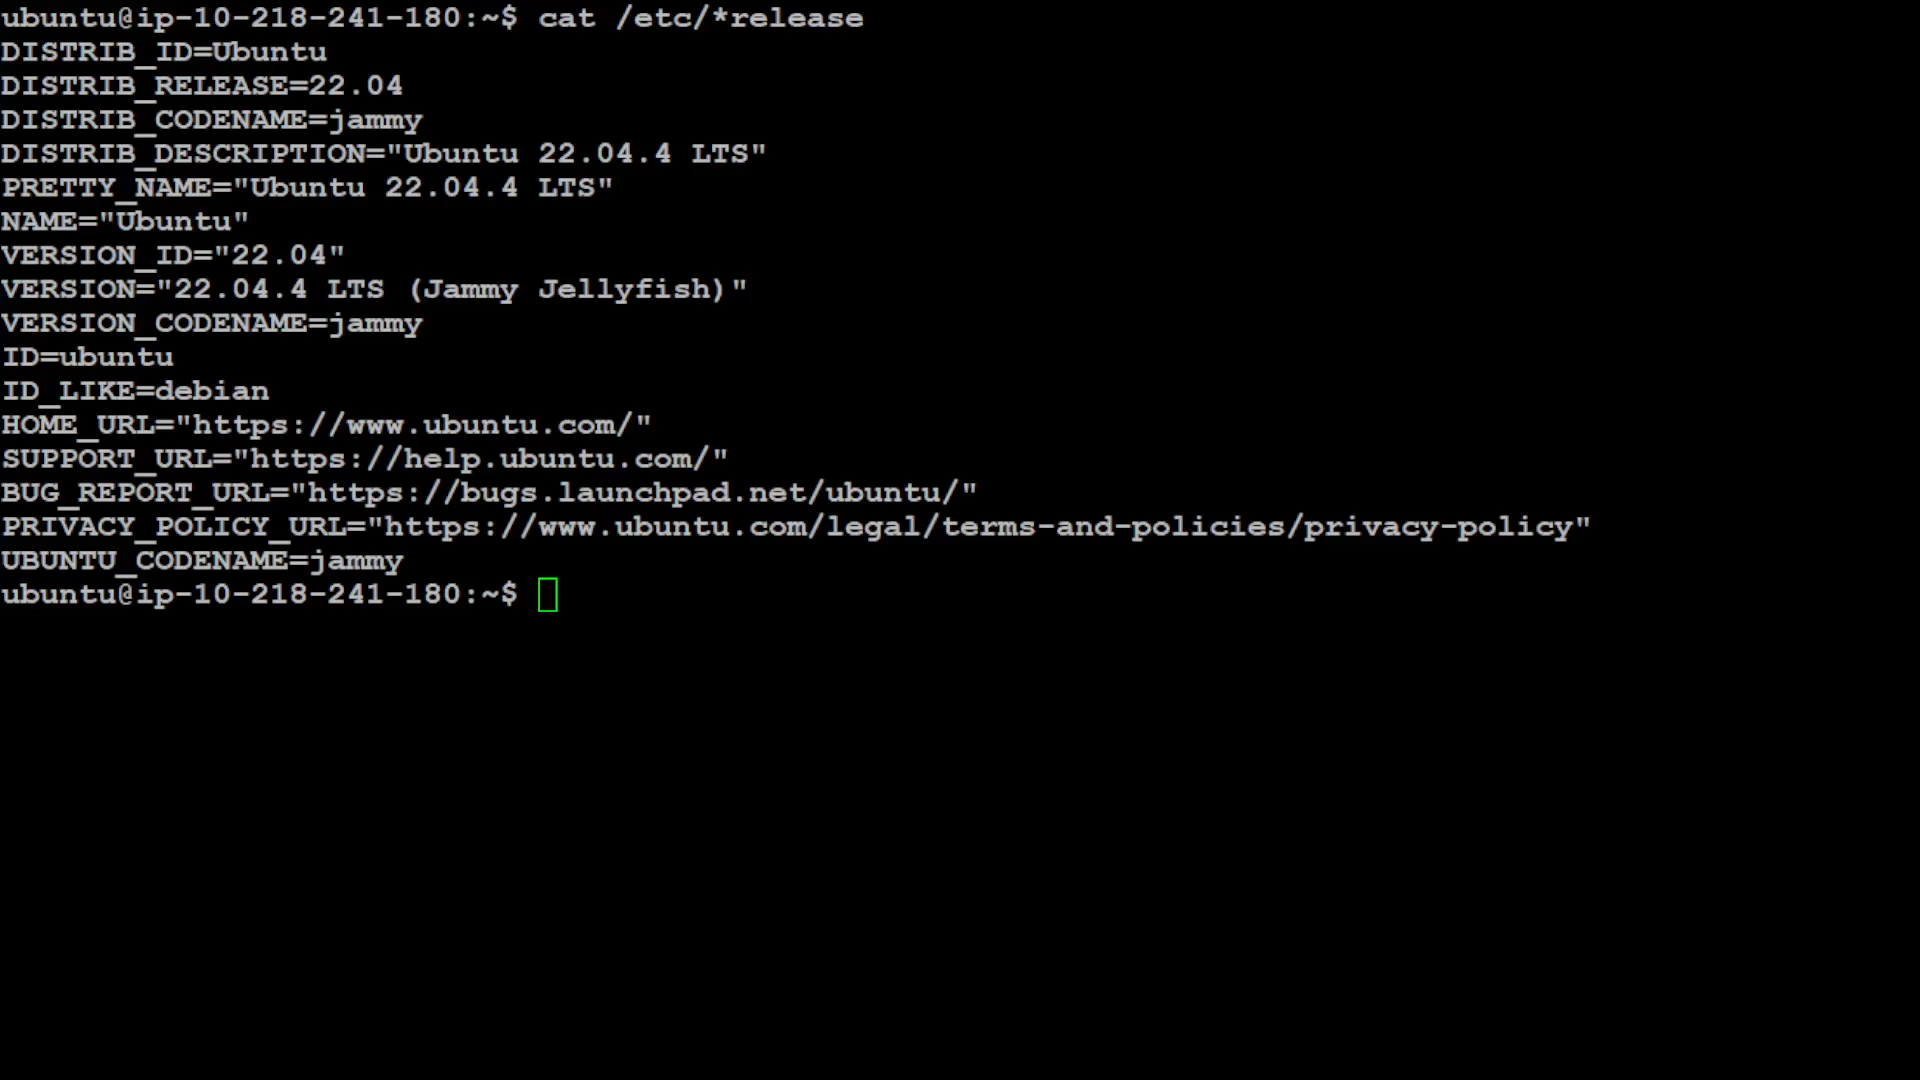 ubuntu@ip-10-218-241-180:~$ cat /etc/*release
DISTRIB_ID=Ubuntu
DISTRIB_RELEASE=22.04
DISTRIB_CODENAME=jammy
DISTRIB_DESCRIPTION="Ubuntu 22.04.4 LTS"
PRETTY_NAME="Ubuntu 22.04.4 LTS"
NAME="Ubuntu"
VERSION_ID="22.04"
VERSION="22.04.4 LTS (Jammy Jellyfish)"
VERSION_CODENAME=jammy
ID=ubuntu
ID_LIKE=debian
HOME_URL="https://www.ubuntu.com/"
SUPPORT_URL="https://help.ubuntu.com/"
BUG_REPORT_URL="https://bugs.launchpad.net/ubuntu/"
PRIVACY_POLICY_URL="https://www.ubuntu.com/legal/terms-and-policies/privacy-policy"
UBUNTU_CODENAME=jammy
ubuntu@ip-10-218-241-180:~$